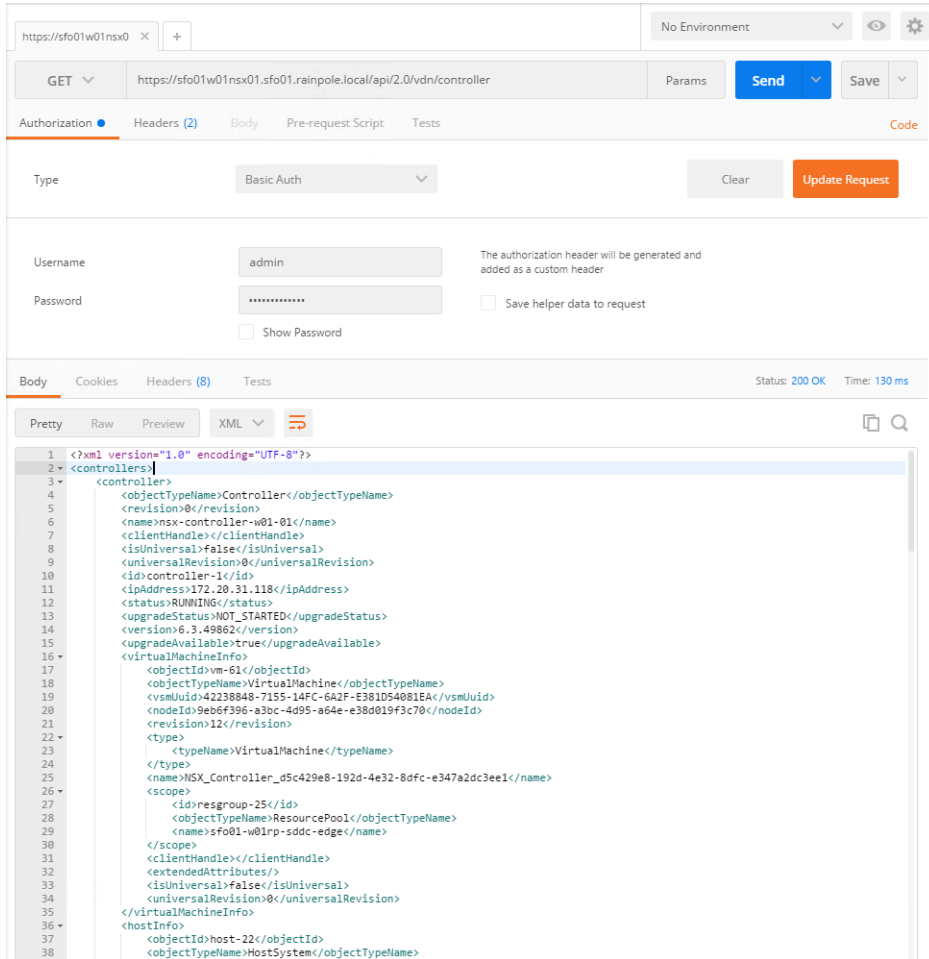 https://sfo01w01nsx0 × +
No Environment
GET https://sfo01w01nsx01.sfo01.rainpole.local/api/2.0/vdn/controller Params Send Save
Authorization Headers (2) Body Pre-request Script Tests Code
Type Basic Auth Clear Update Request
Username admin
The authorization header will be generated and
added as a custom header
Password •••••••••••••
Save helper data to request
Show Password
Body Cookies Headers (8) Tests Status: 200 OK Time: 130 ms
Pretty Raw Preview XML
1 <?xml version="1.0" encoding="UTF-8"?>
2 <controllers>
3 <controller>
4 <objectTypeName>Controller</objectTypeName>
5 <revision>0</revision>
6 <name>nsx-controller-w01-01</name>
7 <clientHandle></clientHandle>
8 <isUniversal>false</isUniversal>
9 <universalRevision>0</universalRevision>
10 <id>controller-1</id>
11 <ipAddress>172.20.31.118</ipAddress>
12 <status>RUNNING</status>
13 <upgradeStatus>NOT_STARTED</upgradeStatus>
14 <version>6.3.49862</version>
15 <upgradeAvailable>true</upgradeAvailable>
16 <virtualMachineInfo>
17 <objectId>vm-61</objectId>
18 <objectTypeName>VirtualMachine</objectTypeName>
19 <vsmUuid>42238848-7155-14FC-6A2F-E381D54081EA</vsmUuid>
20 <nodeId>9eb6f396-a3bc-4d95-a64e-e38d019f3c70</nodeId>
21 <revision>12</revision>
22 <type>
23 <typeName>VirtualMachine</typeName>
24 </type>
25 <name>NSX_Controller_d5c429e8-192d-4e32-8dfc-e347a2dc3ee1</name>
26 <scope>
27 <id>resgroup-25</id>
28 <objectTypeName>ResourcePool</objectTypeName>
29 <name>sfo01-w01rp-sddc-edge</name>
30 </scope>
31 <clientHandle></clientHandle>
32 <extendedAttributes/>
33 <isUniversal>false</isUniversal>
34 <universalRevision>0</universalRevision>
35 </virtualMachineInfo>
36 <hostInfo>
37 <objectId>host-22</objectId>
38 <objectTypeName>HostSystem</objectTypeName>